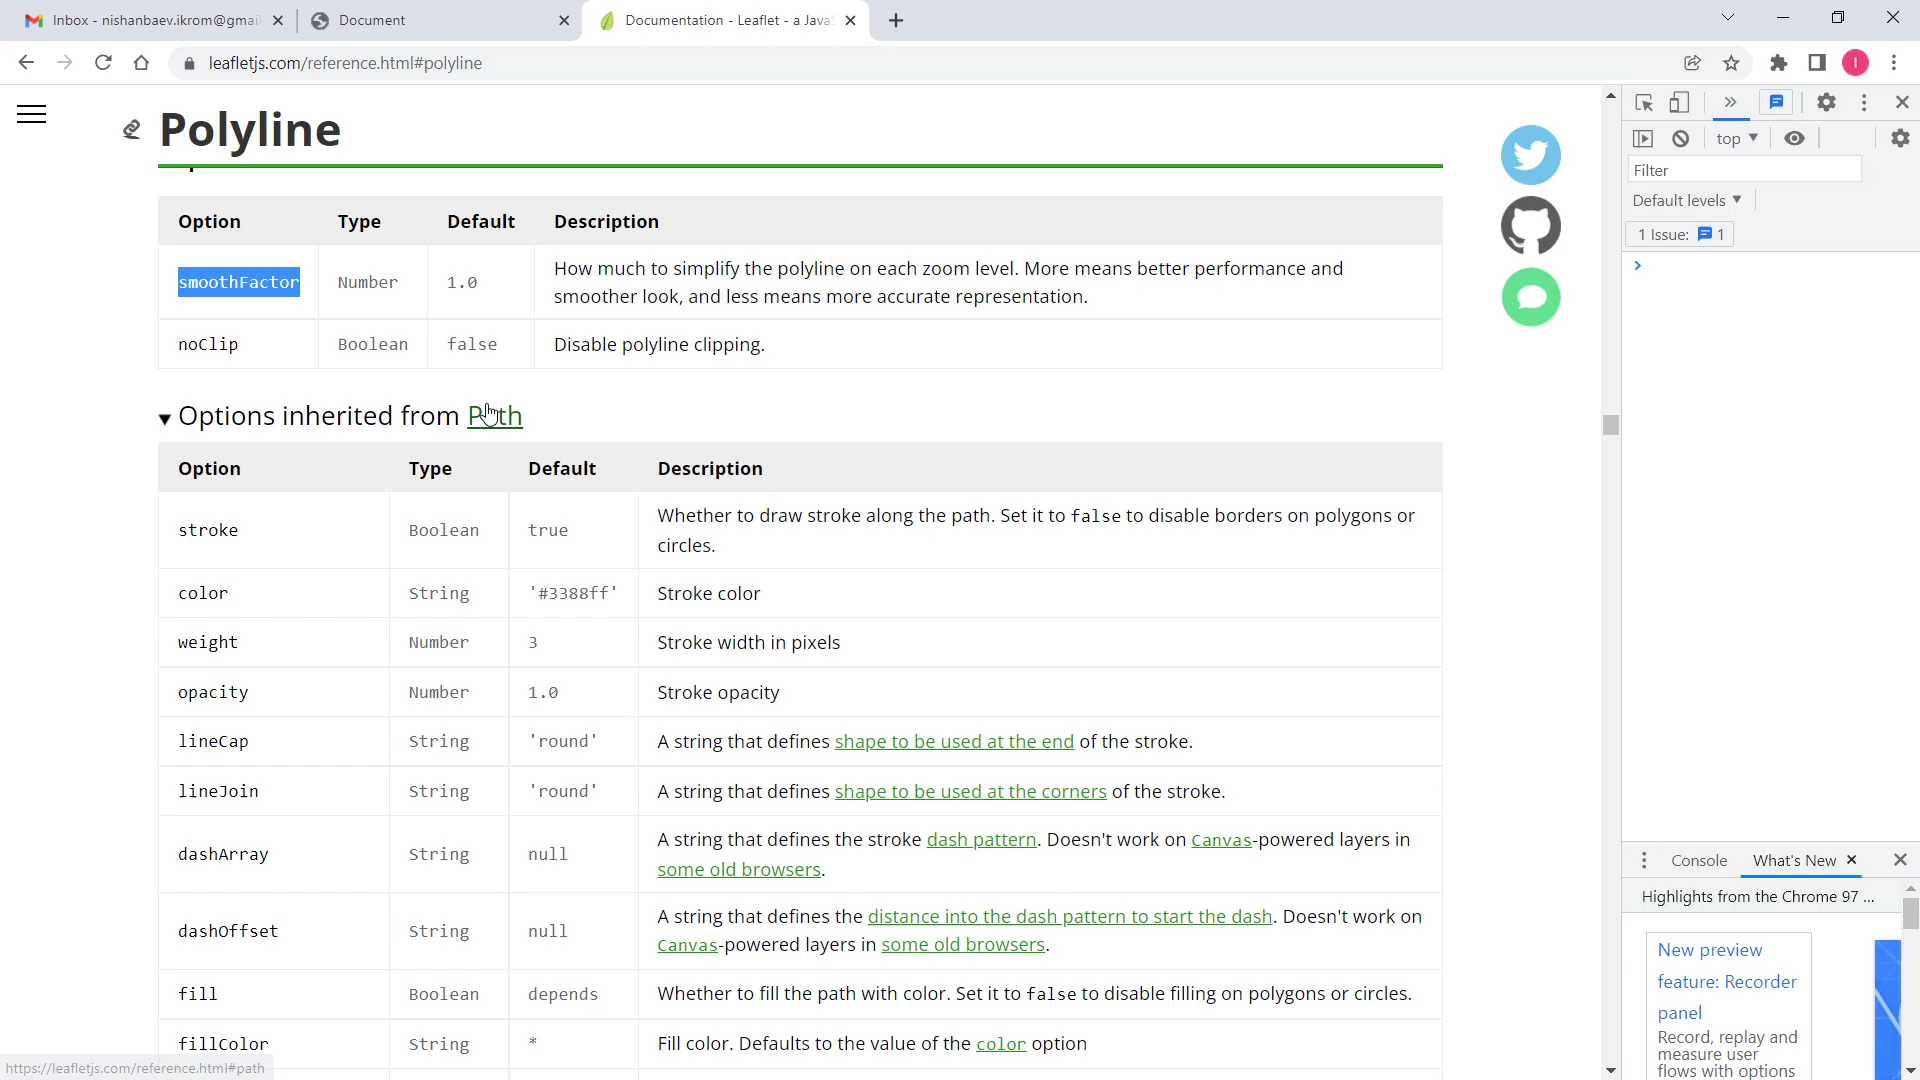 Inbox - nishanbaev.ikrom@gmai
Document
Documentation - Leaflet - a Java
leafletjs.com/reference.html#polyline
I
Polyline
Option Type Default Description
smoothFactor Number 1.0 How much to simplify the polyline on each zoom level. More means better performance and
smoother look, and less means more accurate representation.
noClip Boolean false Disable polyline clipping.
Options inherited from Path
Option Type Default Description
stroke Boolean true Whether to draw stroke along the path. Set it to false to disable borders on polygons or
circles.
color String '#3388ff' Stroke color
weight Number 3 Stroke width in pixels
opacity Number 1.0 Stroke opacity
lineCap String 'round' A string that defines shape to be used at the end of the stroke.
lineJoin String 'round' A string that defines shape to be used at the corners of the stroke.
dashArray String null A string that defines the stroke dash pattern. Doesn't work on Canvas-powered layers in
some old browsers.
dashOffset String null A string that defines the distance into the dash pattern to start the dash. Doesn't work on
Canvas-powered layers in some old browsers.
fill Boolean depends Whether to fill the path with color. Set it to false to disable filling on polygons or circles.
fillColor String * Fill color. Defaults to the value of the color option
https://leafletjs.com/reference.html#path
top
Filter
Default levels
1 Issue: 1
Console What's New
Highlights from the Chrome 97 ...
New preview
feature: Recorder
panel
Record, replay and
measure user
flows with options